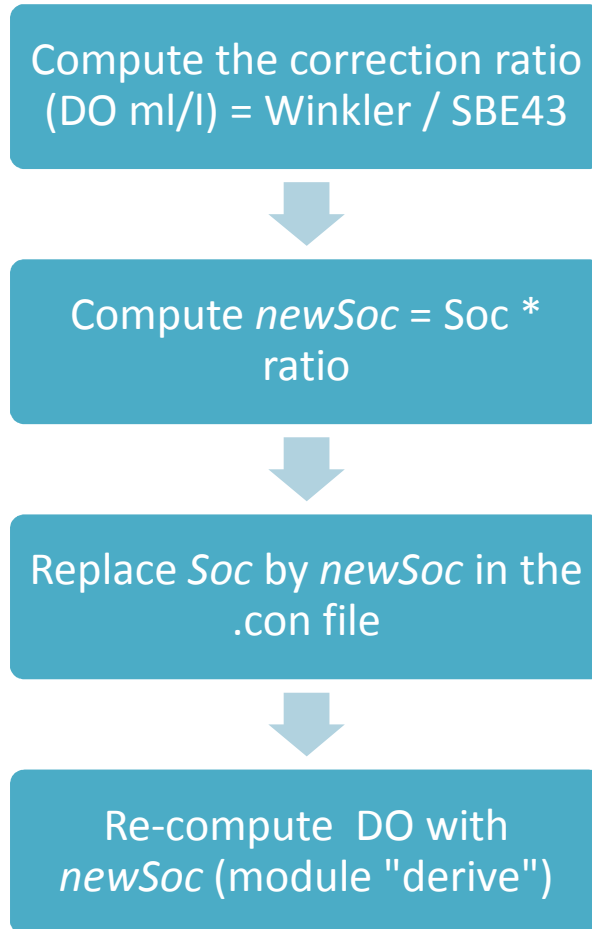 Compute the correction ratio
(DO ml/l) = Winkler / SBE43
Compute newSoc = Soc *
ratio
Replace Soc by newSoc in the
.con file
Re-compute  DO with
newSoc (module "derive")